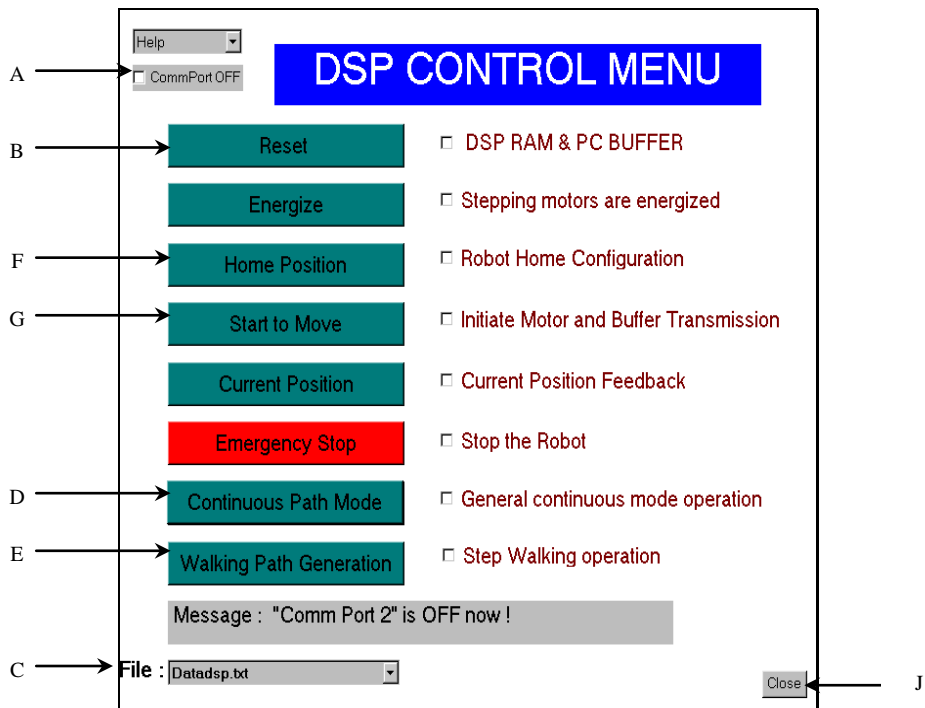 Help
A
CommPort OFF
DSP CONTROL MENU
B
Reset
DSP RAM & PC BUFFER
Energize
Stepping motors are energized
F
Home Position
Robot Home Configuration
G
Start to Move
Initiate Motor and Buffer Transmission
Current Position
Current Position Feedback
Emergency Stop
Stop the Robot
D
Continuous Path Mode
General continuous mode operation
E
Walking Path Generation
Step Walking operation
Message : "Comm Port 2" is OFF now !
C
File : Datadsp.txt
Close
J